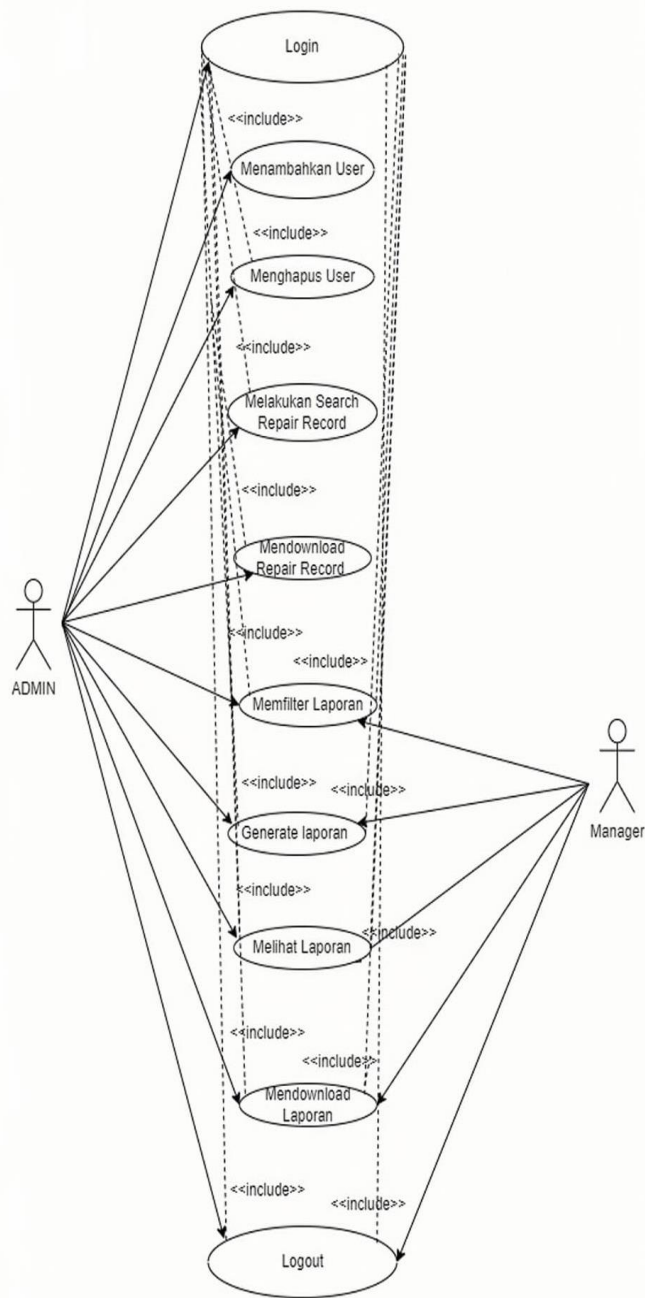 Login
<<include>>
Menambahkan User
<<include>>
Menghapus User
<<include>>
Melakukan Search
Repair Record
<<include>>
Mendownload
Repair Record
ADMIN
<<include>>
<<include>>
Memfilter Laporan
<<include>>
<<include>>
Generate laporan
Manager
<<include>>
<<include>>
Melihat Laporan
<<include>>
<<include>>
Mendownload
Laporan
<<include>>
<<include>>
Logout